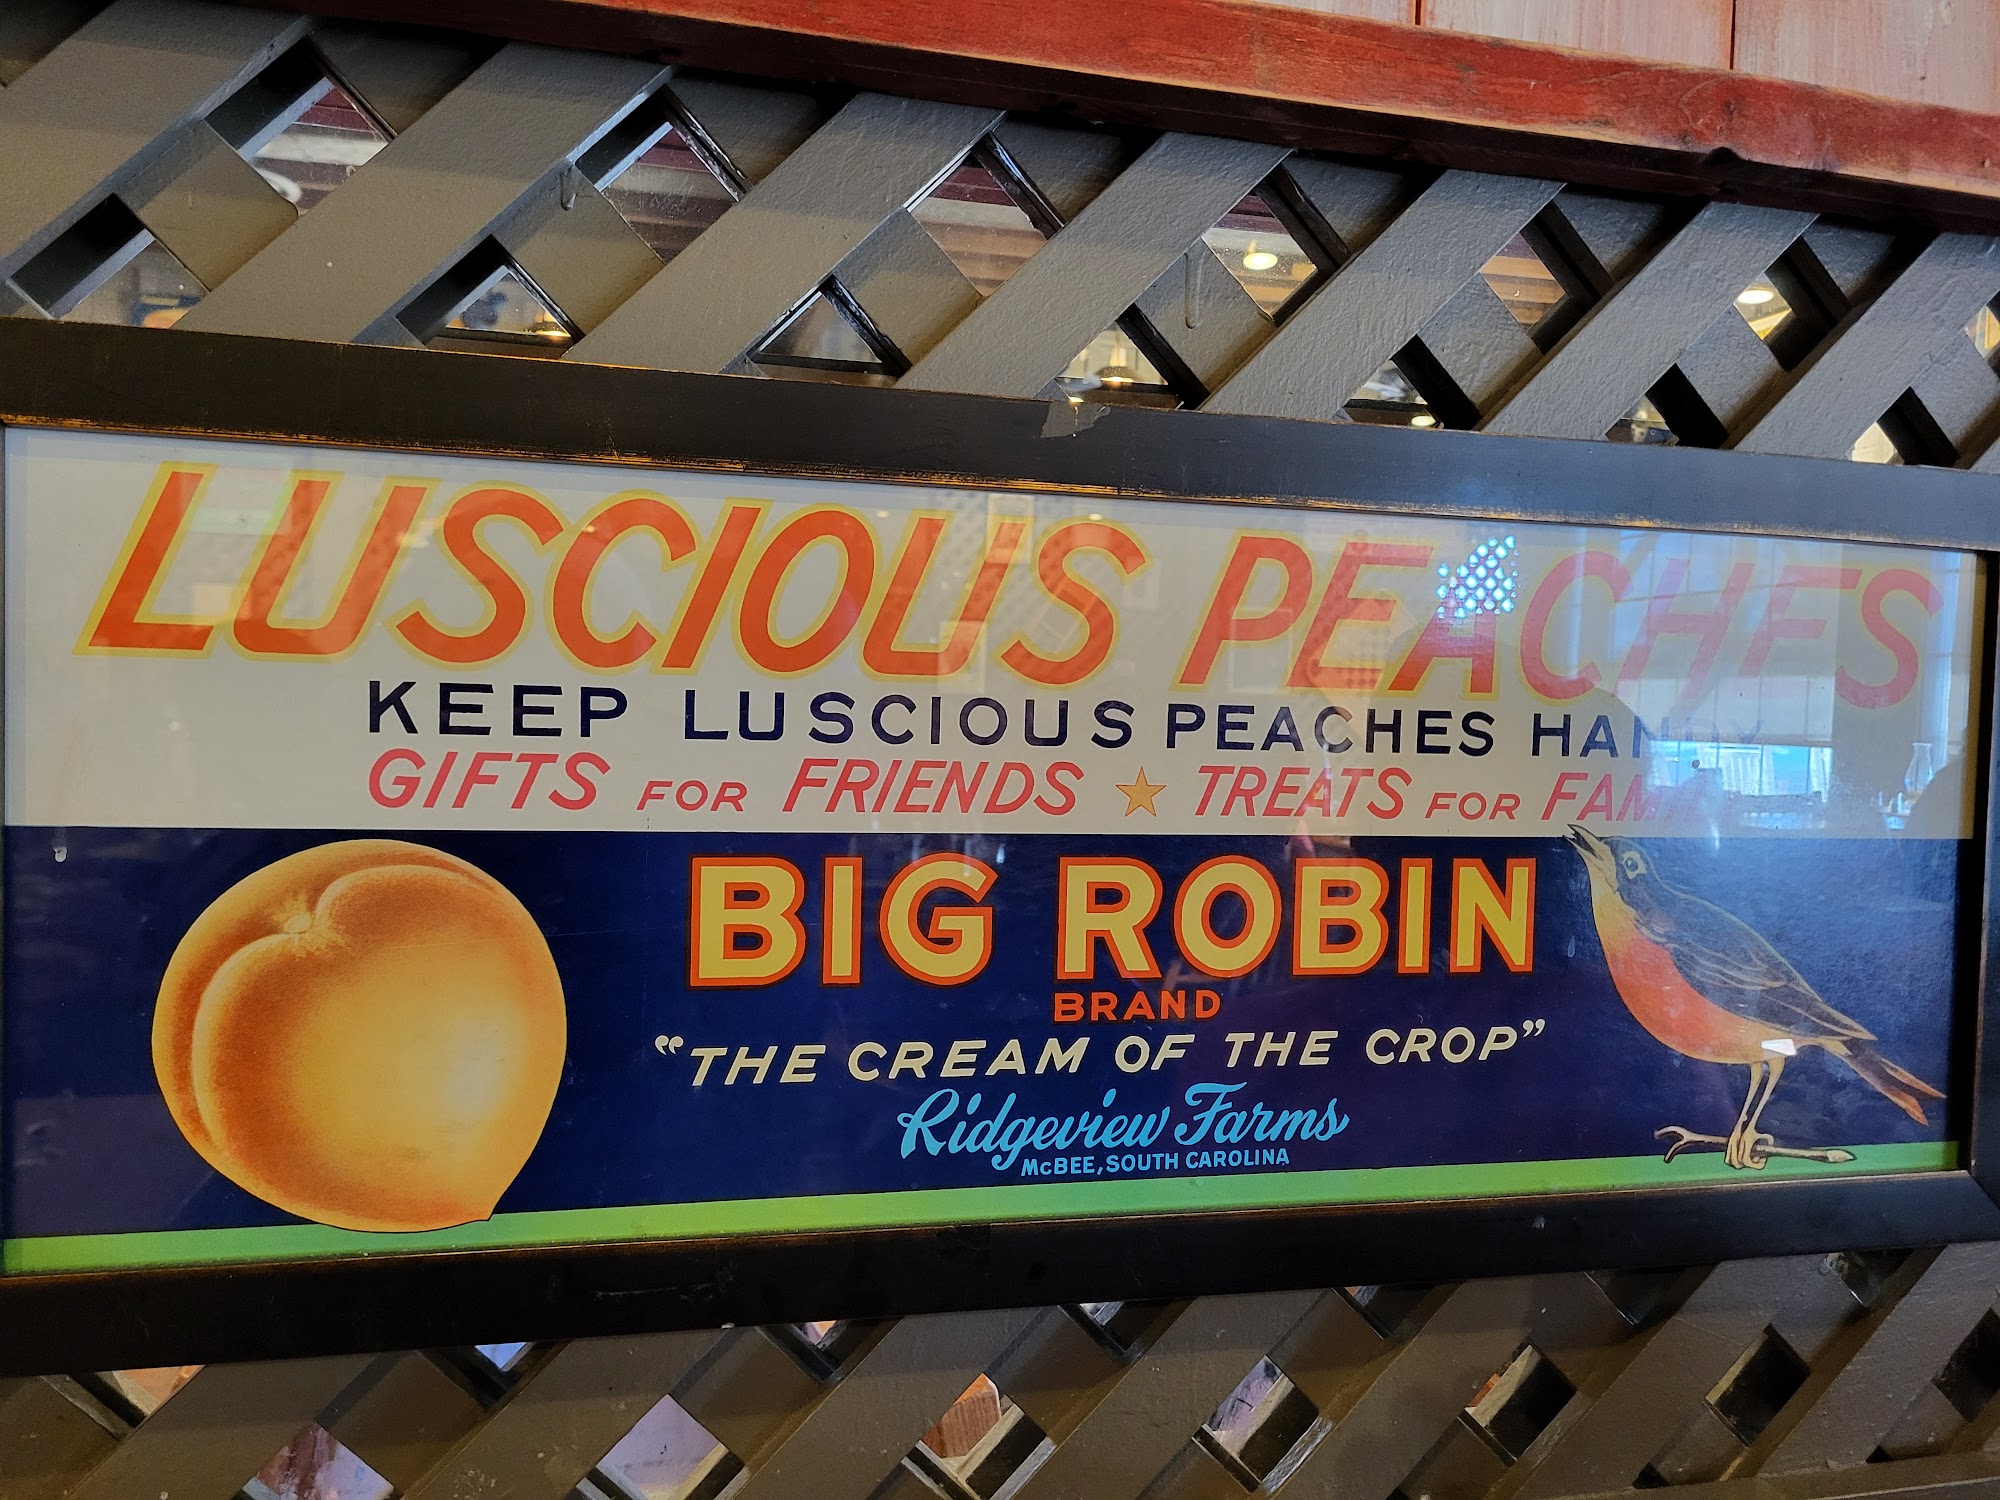 LUSCIOUS PEACHES
KEEP LUSCIOUS PEACHES HANDY
GIFTS FOR FRIENDS ★ TREATS FOR
BIG ROBIN
BRAND
“THE CREAM OF THE CROP”
Ridgeview Farms
McBEE, SOUTH CAROLINA